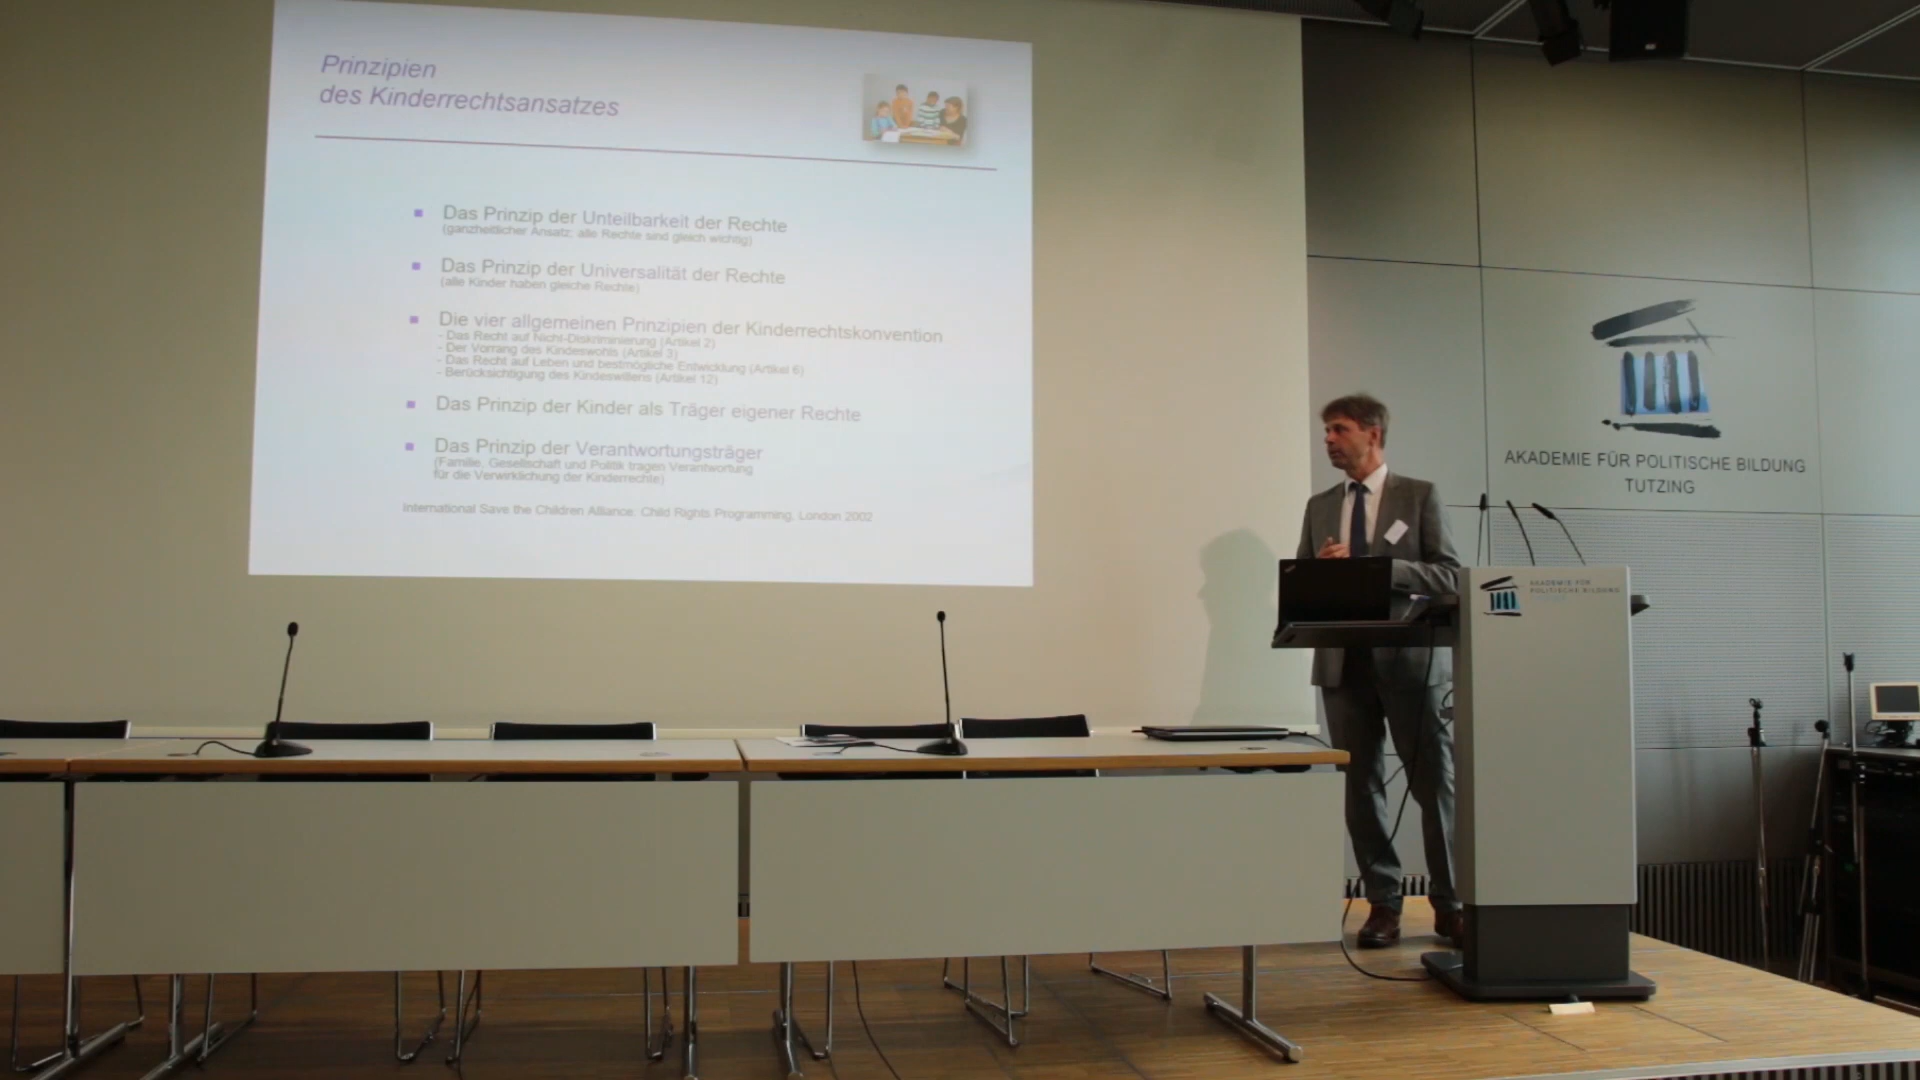 Prinzipien
des Kinderrechtsansatzes
Das Prinzip der Unteilbarkeit der Rechte
(ganzheitlicher Ansatz, alle Rechte sind gleich wichtig)
Das Prinzip der Universalität der Rechte
(alle Kinder haben gleiche Rechte)
Die vier allgemeinen Prinzipien der Kinderrechtskonvention
- Das Recht auf Nicht-Diskriminierung (Artikel 2)
- Der Vorrang des Kindeswohls (Artikel 3)
- Das Recht auf Leben und bestmögliche Entwicklung (Artikel 6)
- Berücksichtigung des Kindeswillens (Artikel 12)
Das Prinzip der Kinder als Träger eigener Rechte
Das Prinzip der Verantwortungsträger
(Familie, Gesellschaft und Politik tragen Verantwortung
für die Verwirklichung der Kinderrechte)
International Save the Children Alliance: Child Rights Programming, London 2002
AKADEMIE FÜR POLITISCHE BILDUNG
TUTZING
AKADEMIE FÜR
POLITISCHE BILDUNG